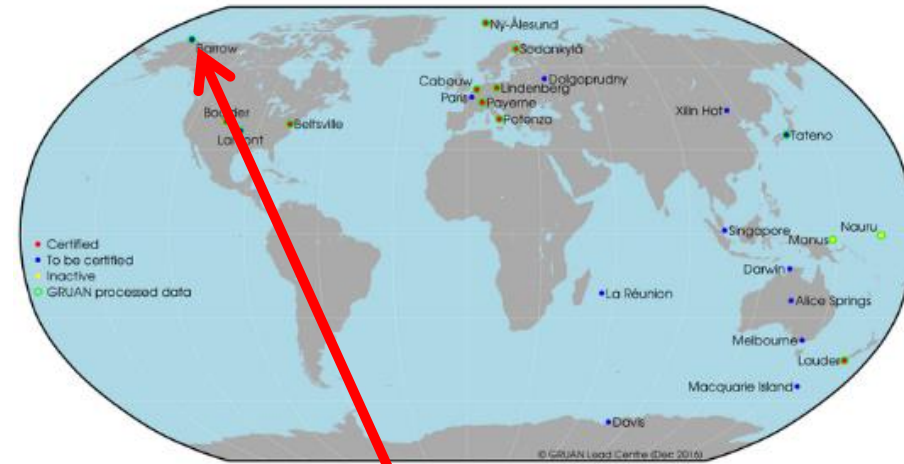 Ny-Ålesund
Barrow
Sodankylä
Cabauw
Lindenberg
Dolgoprudny
Paris
Payerne
Xilin Hot
Boulder
Beltsville
Potenza
Lamont
Tateno
Certified
To be certified
Inactive
GRUAN processed data
Singapore
Nauru
Manus
Darwin
La Réunion
Alice Springs
Melbourne
Lauder
Macquarie Island
Davis
© GRUAN Lead Centre (Dec 2016)